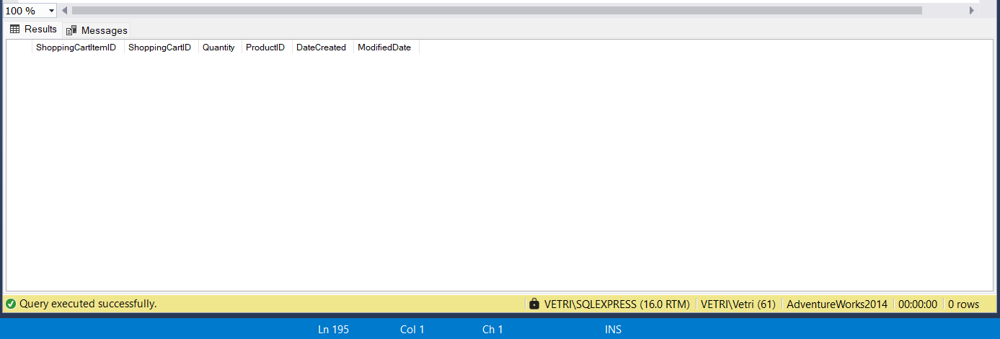 100 %
Results Messages
ShoppingCartItemID ShoppingCartID Quantity ProductID DateCreated ModifiedDate
Query executed successfully. VETRI\SQLEXPRESS (16.0 RTM) VETRI\Vetri (61) AdventureWorks2014 00:00:00 0 rows
Ln 195 Col 1 Ch 1 INS